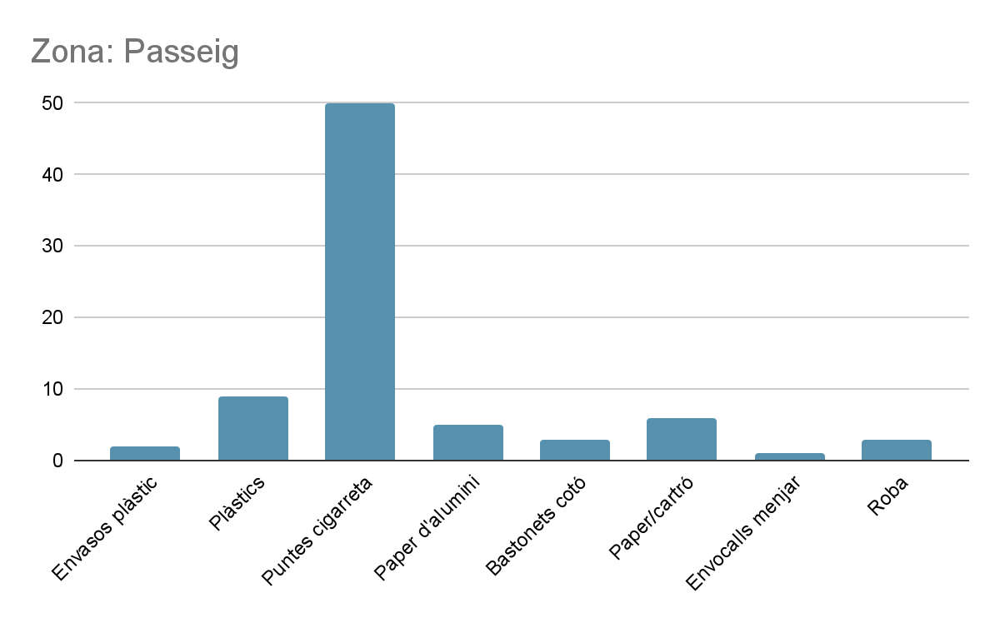 Zona: Passeig
50
40
30
20
10
0
Envasos plàstic
Plàstics
Puntes cigarreta
Paper d'alumini
Bastonets cotó
Paper/cartró
Envocalls menjar
Roba